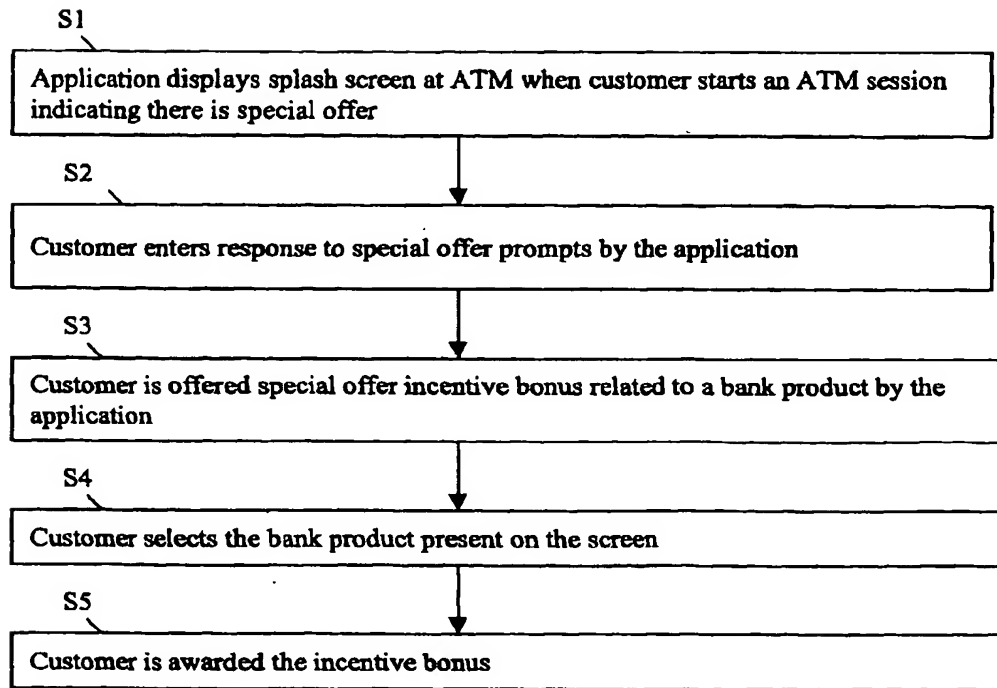 S1
Application displays splash screen at ATM when customer starts an ATM session
indicating there is special offer
S2
Customer enters response to special offer prompts by the application
S3
Customer is offered special offer incentive bonus related to a bank product by the
application
S4
Customer selects the bank product present on the screen
S5
Customer is awarded the incentive bonus